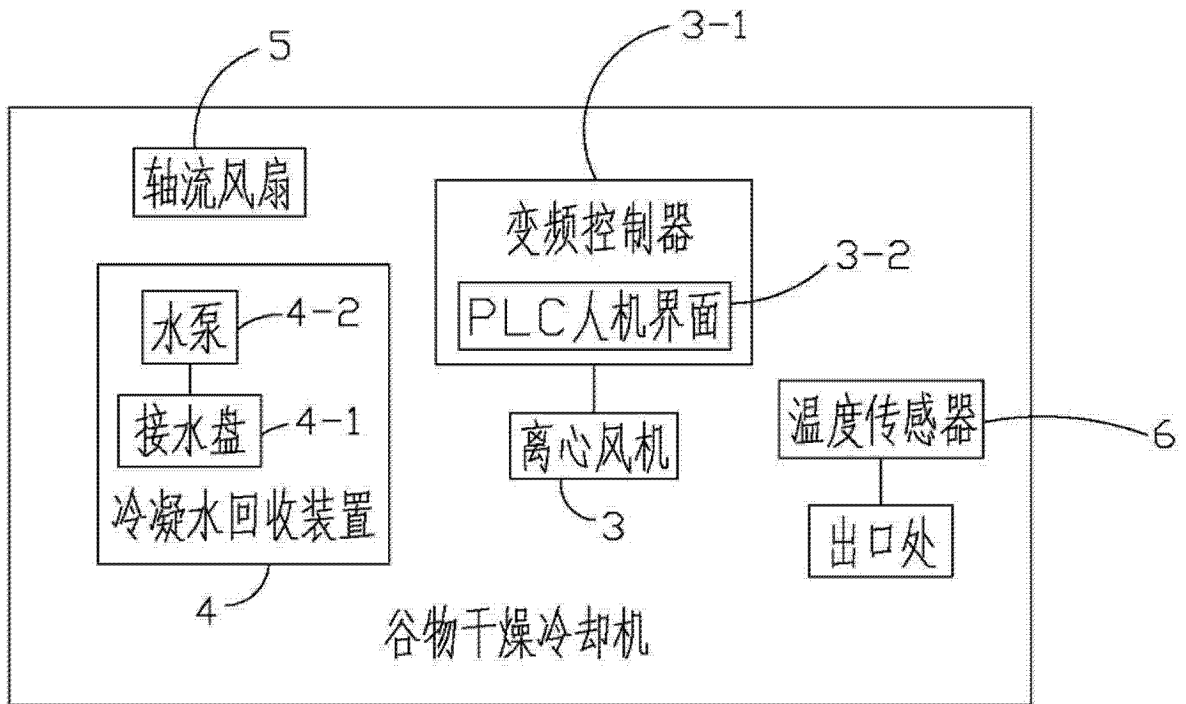 3-1
5
轴流风扇
变频控制器
3-2
PLC人机界面
水泵
4-2
接水盘
4-1
温度传感器
6
离心风机
3
冷凝水回收装置
出口处
4
谷物干燥冷却机